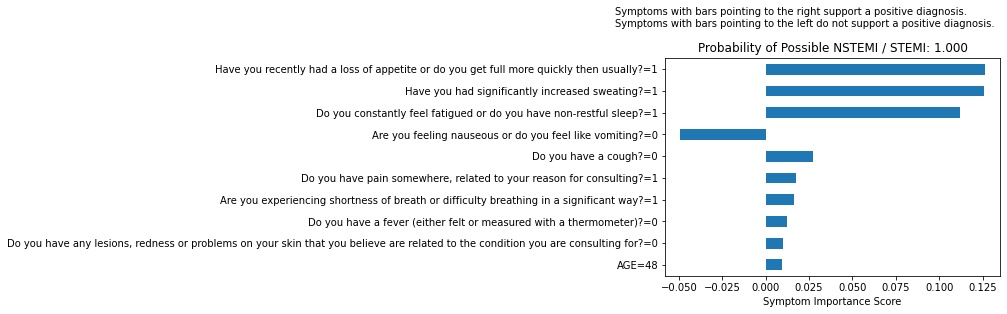 Symptoms with bars pointing to the right support a positive diagnosis.
Symptoms with bars pointing to the left do not support a positive diagnosis.
Probability of Possible NSTEMI / STEMI: 1.000
Have you recently had a loss of appetite or do you get full more quickly then usually?=1
Have you had significantly increased sweating?=1
Do you constantly feel fatigued or do you have non-restful sleep?=1
Are you feeling nauseous or do you feel like vomiting?=0
Do you have a cough?=0
Do you have pain somewhere, related to your reason for consulting?=1
Are you experiencing shortness of breath or difficulty breathing in a significant way?=1
Do you have a fever (either felt or measured with a thermometer)?=0
Do you have any lesions, redness or problems on your skin that you believe are related to the condition you are consulting for?=0
AGE=48
−0.050 −0.025 0.000 0.025 0.050 0.075 0.100 0.125
Symptom Importance Score